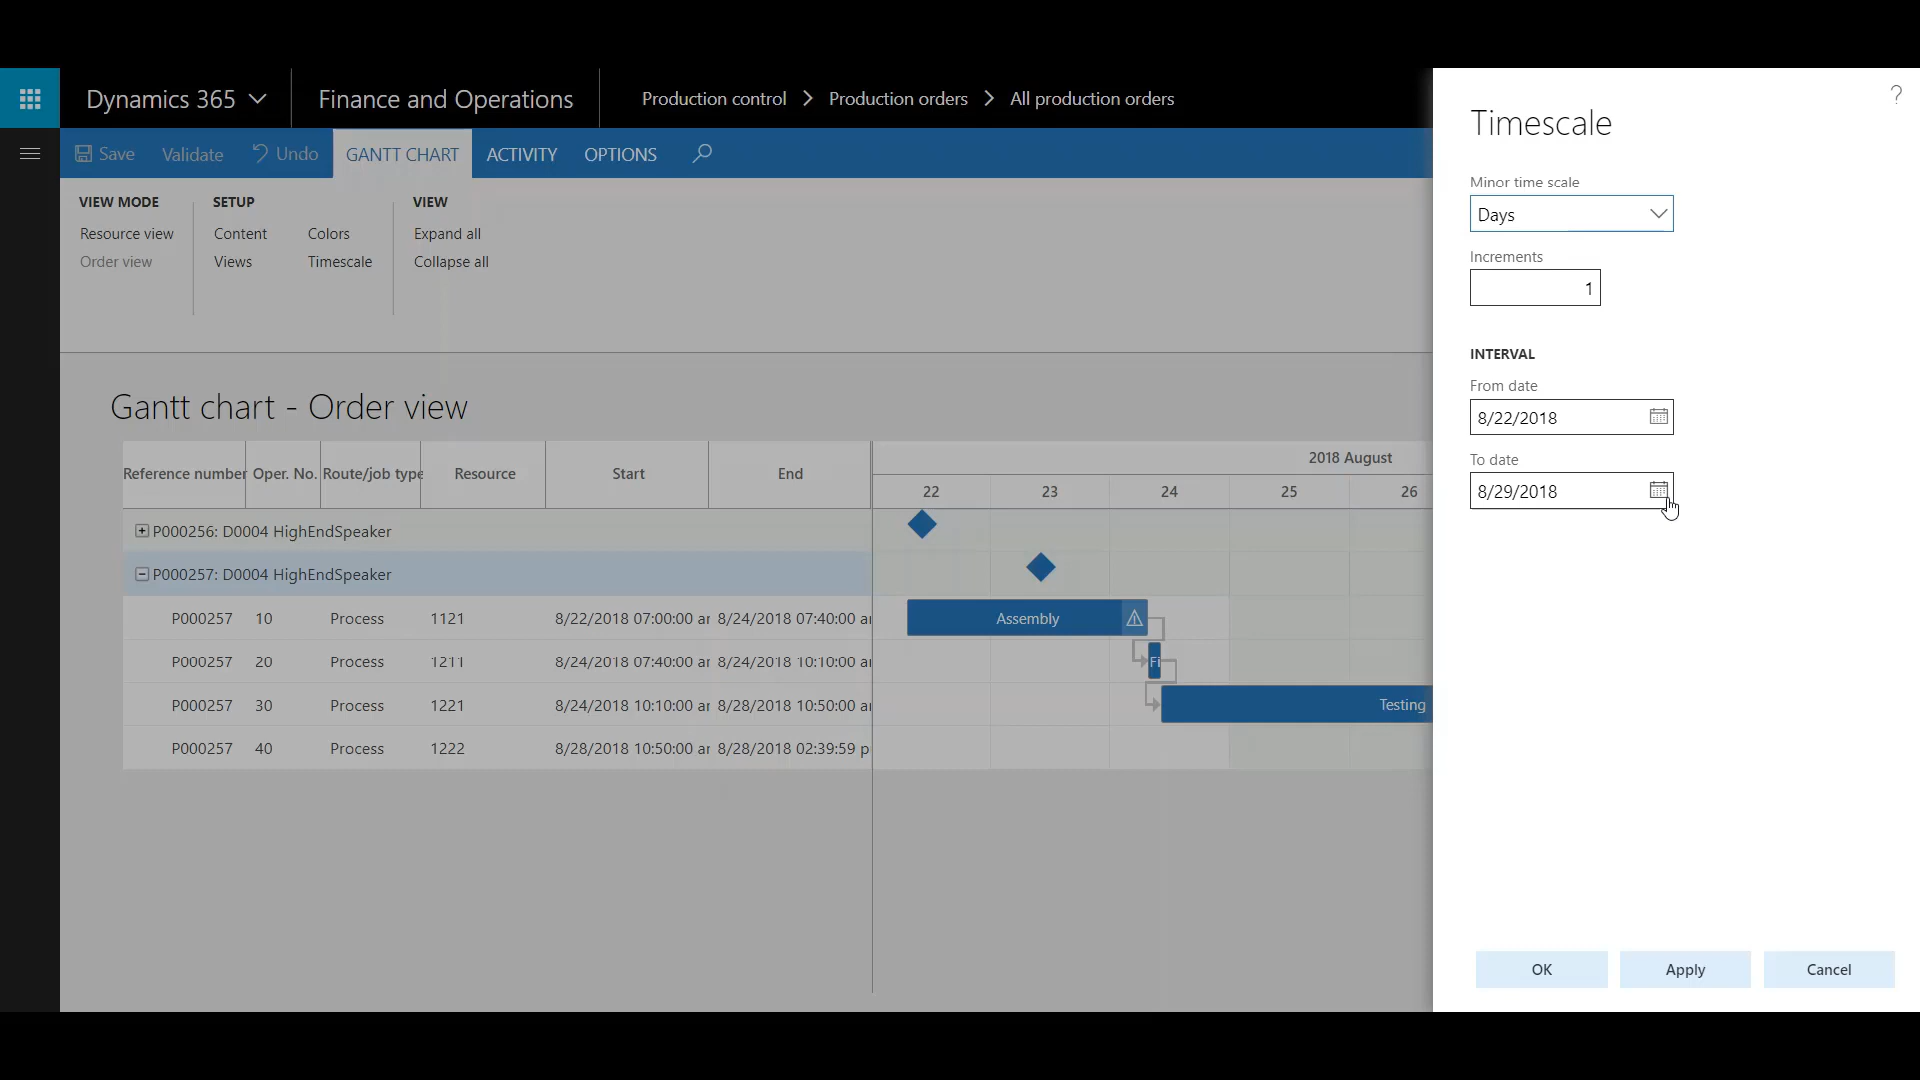 Dynamics 365
Finance and Operations
Production control > Production orders > All production orders
Save Validate Undo GANTT CHART ACTIVITY OPTIONS
VIEW MODE SETUP VIEW
Resource view Content Colors Expand all
Order view Views Timescale Collapse all
Gantt chart - Order view
Reference number Oper. No. Route/job type Resource Start End
2018 August
22 23 24 25 26
P000256: D0004 HighEndSpeaker
P000257: D0004 HighEndSpeaker
P000257 10 Process 1121 8/22/2018 07:00:00 ar 8/24/2018 07:40:00 ar Assembly
P000257 20 Process 1211 8/24/2018 07:40:00 ar 8/24/2018 10:10:00 ar Fi
P000257 30 Process 1221 8/24/2018 10:10:00 ar 8/28/2018 10:50:00 ar Testing
P000257 40 Process 1222 8/28/2018 10:50:00 ar 8/28/2018 02:39:59 p
?
Timescale
Minor time scale
Days
Increments
1
INTERVAL
From date
8/22/2018
To date
8/29/2018
OK Apply Cancel